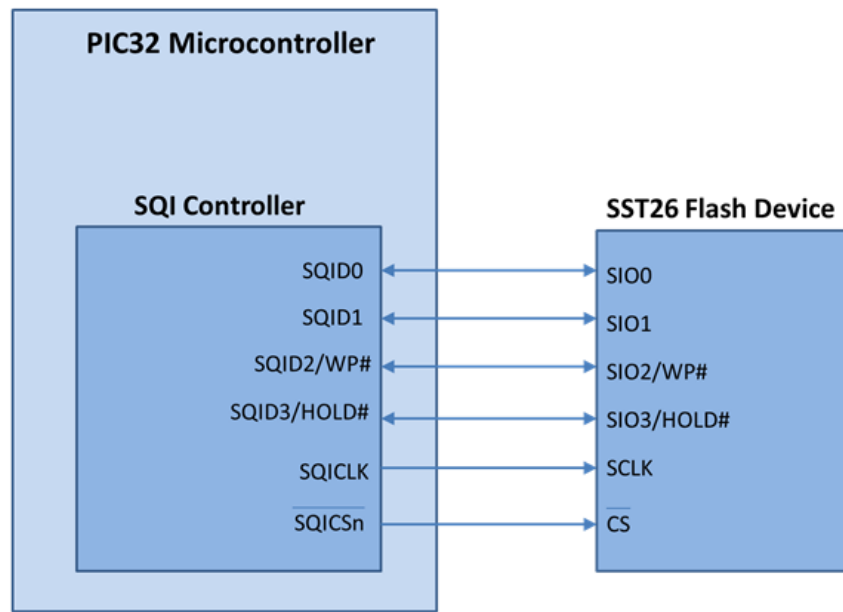 PIC32 Microcontroller
SQI Controller
SST26 Flash Device
SQID0
SIO0
SQID1
SIO1
SQID2/WP#
SIO2/WP#
SQID3/HOLD#
SIO3/HOLD#
SQICLK
SCLK
SQICSn
CS